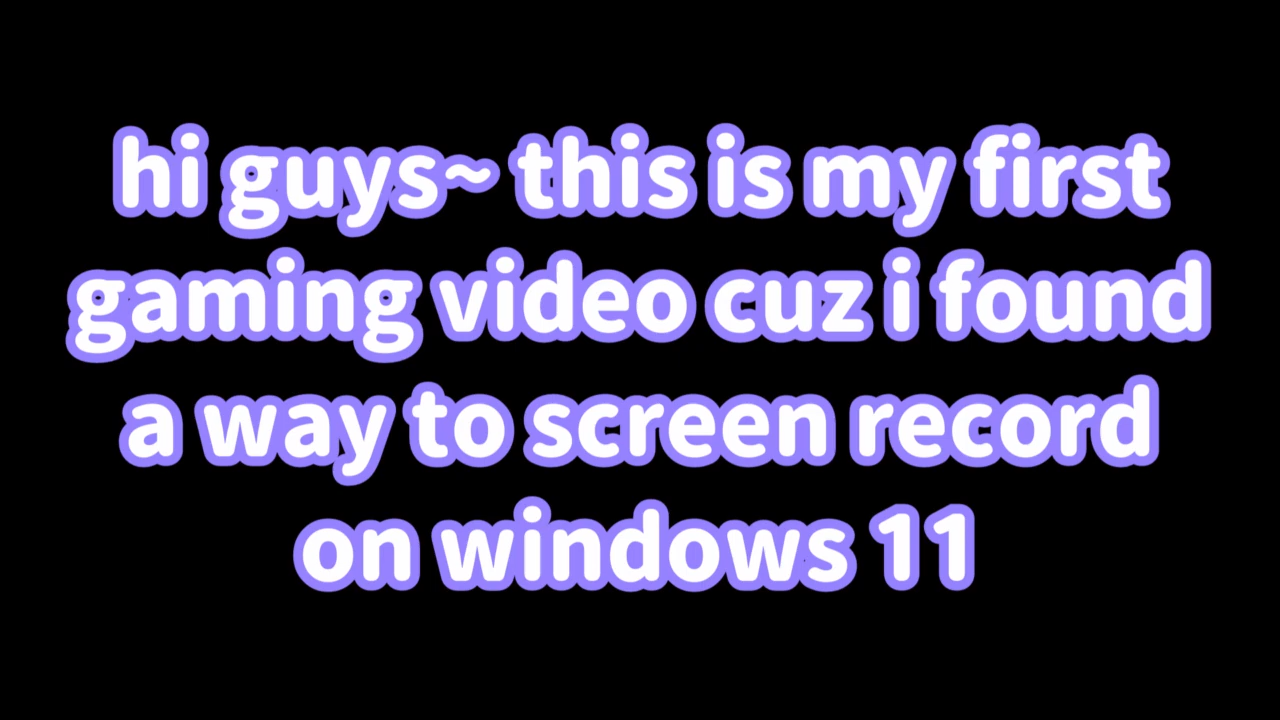 hi guys~ this is my first
gaming video cuz i found
a way to screen record
on windows 11